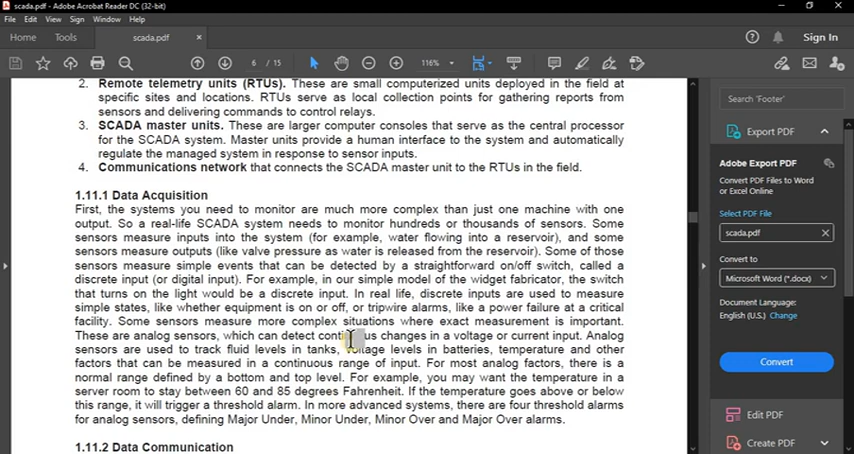 scada.pdf - Adobe Acrobat Reader DC (32-bit)
File Edit View Sign Window Help
Home Tools scada.pdf × Sign In
6 / 15 116%
2. Remote telemetry units (RTUs). These are small computerized units deployed in the field at
specific sites and locations. RTUs serve as local collection points for gathering reports from
sensors and delivering commands to control relays.
3. SCADA master units. These are larger computer consoles that serve as the central processor
for the SCADA system. Master units provide a human interface to the system and automatically
regulate the managed system in response to sensor inputs.
4. Communications network that connects the SCADA master unit to the RTUs in the field.
1.11.1 Data Acquisition
First, the systems you need to monitor are much more complex than just one machine with one
output. So a real-life SCADA system needs to monitor hundreds or thousands of sensors. Some
sensors measure inputs into the system (for example, water flowing into a reservoir), and some
sensors measure outputs (like valve pressure as water is released from the reservoir). Some of those
sensors measure simple events that can be detected by a straightforward on/off switch, called a
discrete input (or digital input). For example, in our simple model of the widget fabricator, the switch
that turns on the light would be a discrete input. In real life, discrete inputs are used to measure
simple states, like whether equipment is on or off, or tripwire alarms, like a power failure at a critical
facility. Some sensors measure more complex situations where exact measurement is important.
These are analog sensors, which can detect continuous changes in a voltage or current input. Analog
sensors are used to track fluid levels in tanks, voltage levels in batteries, temperature and other
factors that can be measured in a continuous range of input. For most analog factors, there is a
normal range defined by a bottom and top level. For example, you may want the temperature in a
server room to stay between 60 and 85 degrees Fahrenheit. If the temperature goes above or below
this range, it will trigger a threshold alarm. In more advanced systems, there are four threshold alarms
for analog sensors, defining Major Under, Minor Under, Minor Over and Major Over alarms.
1.11.2 Data Communication
Search 'Footer'
Export PDF
Adobe Export PDF
Convert PDF Files to Word
or Excel Online
Select PDF File
scada.pdf
Convert to
Microsoft Word (*.docx)
Document Language:
English (U.S.) Change
Convert
Edit PDF
Create PDF